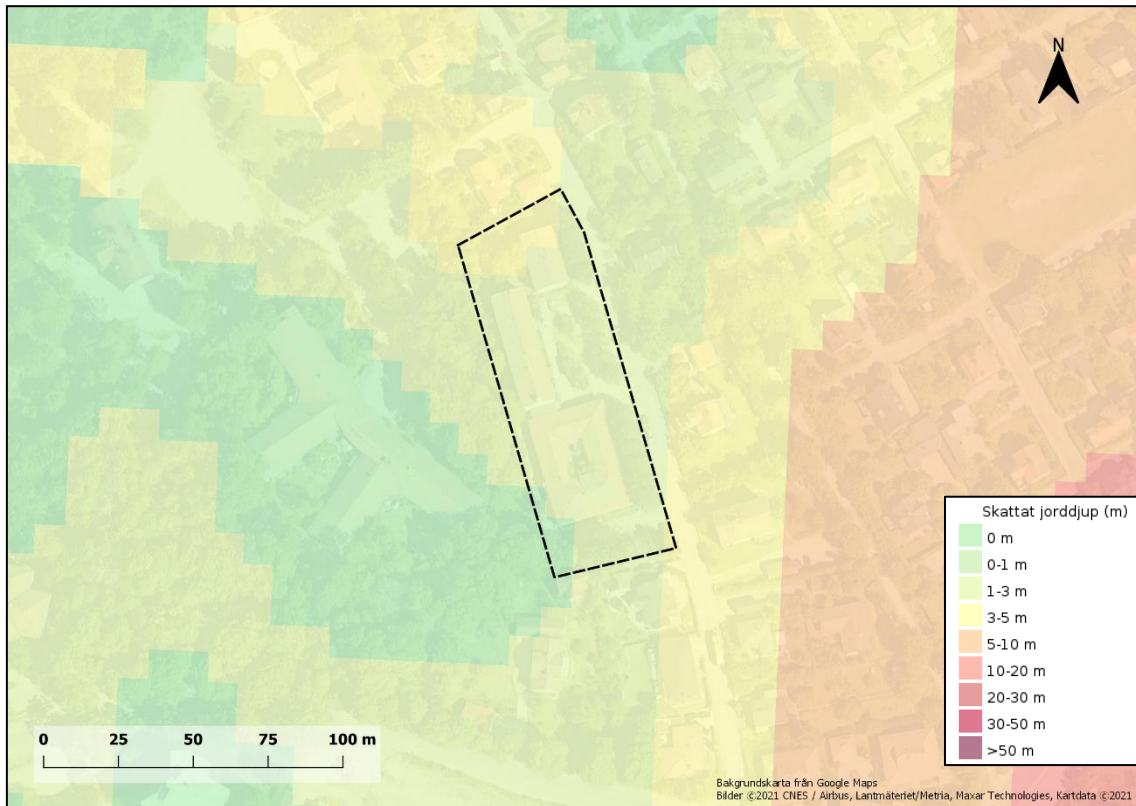 N
Skattat jorddjup (m)
0 m
0-1 m
1-3 m
3-5 m
5-10 m
10-20 m
20-30 m
30-50 m
>50 m
0 25 50 75 100 m
Bakgrundskarta från Google Maps
Bilder ©2021 CNES / Airbus, Lantmäteriet/Metria, Maxar Technologies, Kartdata ©2021